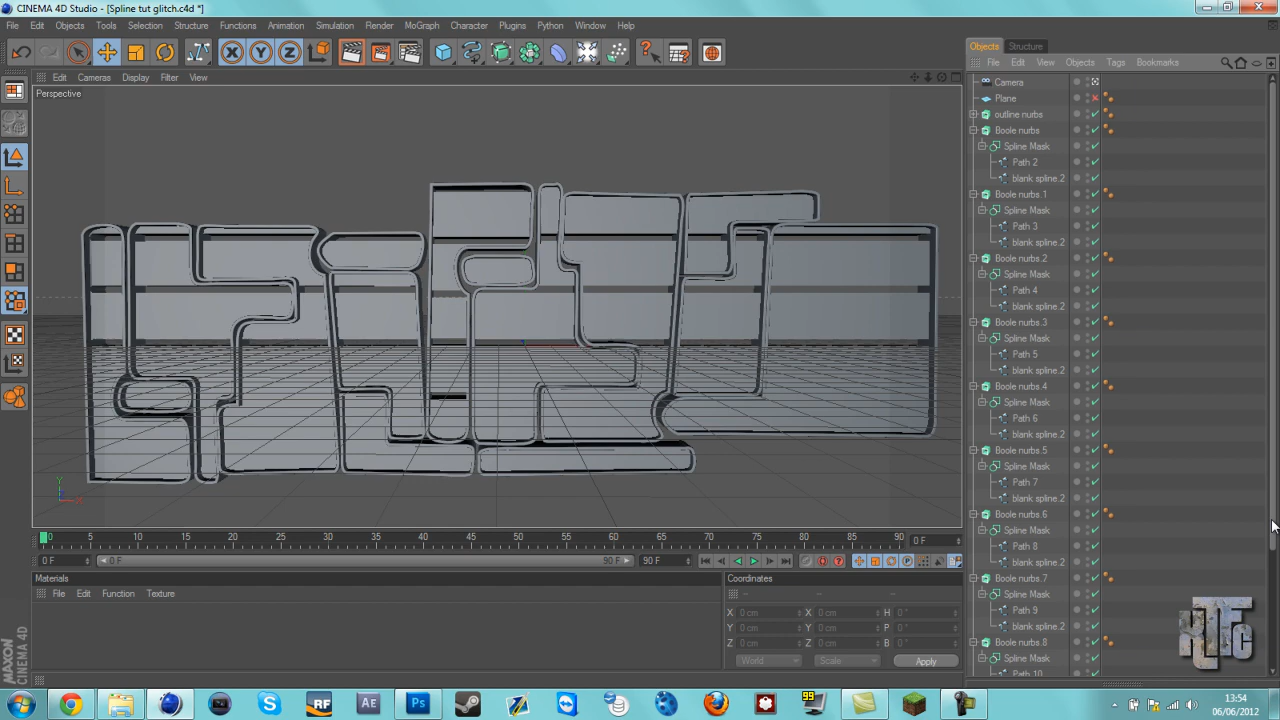 CINEMA 4D Studio - [Spline tut glitch.c4d *]
File Edit Objects Tools Selection Structure Functions Animation Simulation Render MoGraph Character Plugins Python Window Help
Edit Cameras Display Filter View
Perspective
Y
X
Y
Z
0 5 10 15 20 25 30 35 40 45 50 55 60 65 70 75 80 85 90 0 F
0 F 0 F 90 F 90 F
Materials
File Edit Function Texture
Coordinates
-- -- --
X 0 cm X 0 cm H 0 °
Y 0 cm Y 0 cm P 0 °
Z 0 cm Z 0 cm B 0 °
World Scale Apply
MAXON
CINEMA 4D
Objects Structure
File Edit View Objects Tags Bookmarks
Camera
Plane
outline nurbs
Boole nurbs
Spline Mask
Path 2
blank spline.2
Boole nurbs.1
Spline Mask
Path 3
blank spline.2
Boole nurbs.2
Spline Mask
Path 4
blank spline.2
Boole nurbs.3
Spline Mask
Path 5
blank spline.2
Boole nurbs.4
Spline Mask
Path 6
blank spline.2
Boole nurbs.5
Spline Mask
Path 7
blank spline.2
Boole nurbs.6
Spline Mask
Path 8
blank spline.2
Boole nurbs.7
Spline Mask
Path 9
blank spline.2
Boole nurbs.8
Spline Mask
Path 10
RF
Ae
Ps
99
13:54
06/06/2012